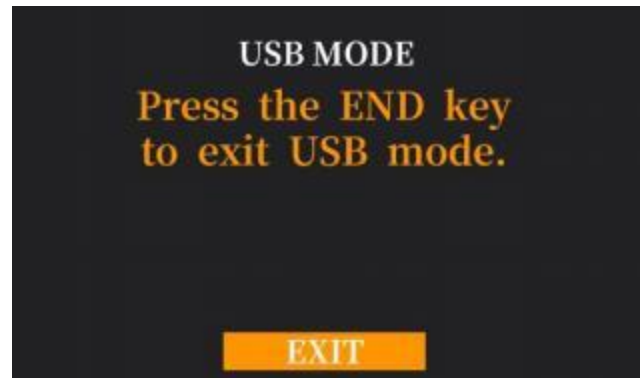 USB MODE
Press the END key
to exit USB mode.
EXIT